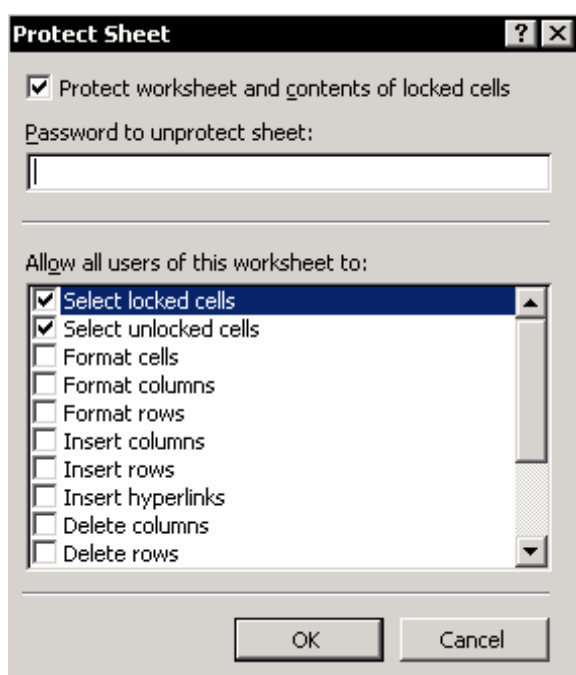 Protect Sheet
Protect worksheet and contents of locked cells
Password to unprotect sheet:
Allow all users of this worksheet to:
Select locked cells
Select unlocked cells
Format cells
Format columns
Format rows
Insert columns
Insert rows
Insert hyperlinks
Delete columns
Delete rows
OK Cancel